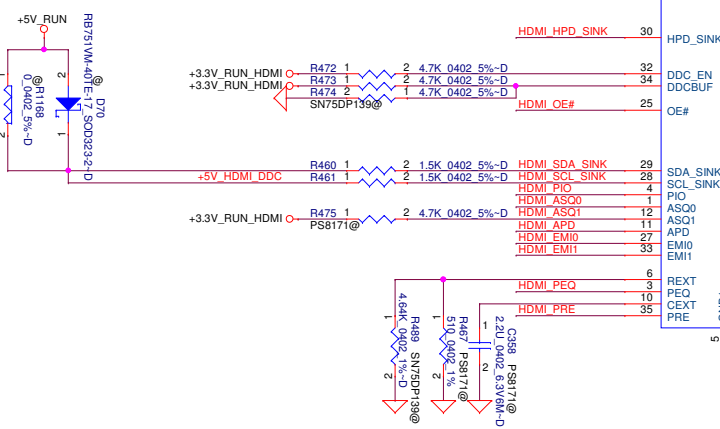 +5V_RUN
RB751VM-40TE-17_SOD323-2~D
@ D70
2
1
1
@R1168
0_0402_5%~D
2
+3.3V_RUN_HDMI R472 1 2 4.7K_0402_5%~D
+3.3V_RUN_HDMI R473 1 2 4.7K_0402_5%~D
R474 2 1 4.7K_0402_5%~D
SN75DP139@
HDMI_HPD_SINK 30 HPD_SINK
32 DDC_EN
34 DDCBUF
HDMI_OE# 25 OE#
R460 1 2 1.5K_0402_5%~D HDMI_SDA_SINK 29 SDA_SINK
+5V_HDMI_DDC R461 1 2 1.5K_0402_5%~D HDMI_SCL_SINK 28 SCL_SINK
HDMI_PIO 4 PIO
HDMI_ASQ0 1 ASQ0
+3.3V_RUN_HDMI R475 1 2 4.7K_0402_5%~D HDMI_ASQ1 12 ASQ1
PS8171@
HDMI_APD 11 APD
HDMI_EMI0 27 EMI0
HDMI_EMI1 33 EMI1
6 REXT
HDMI_PEQ 3 PEQ
10 CEXT
HDMI_PRE 35 PRE
1
R489 SN75DP139@
4.64K_0402_1%~D
2
1
R467 PS8171@
510_0402_1%
2
1
C358 PS8171@
2.2U_0402_6.3V6M~D
2
5